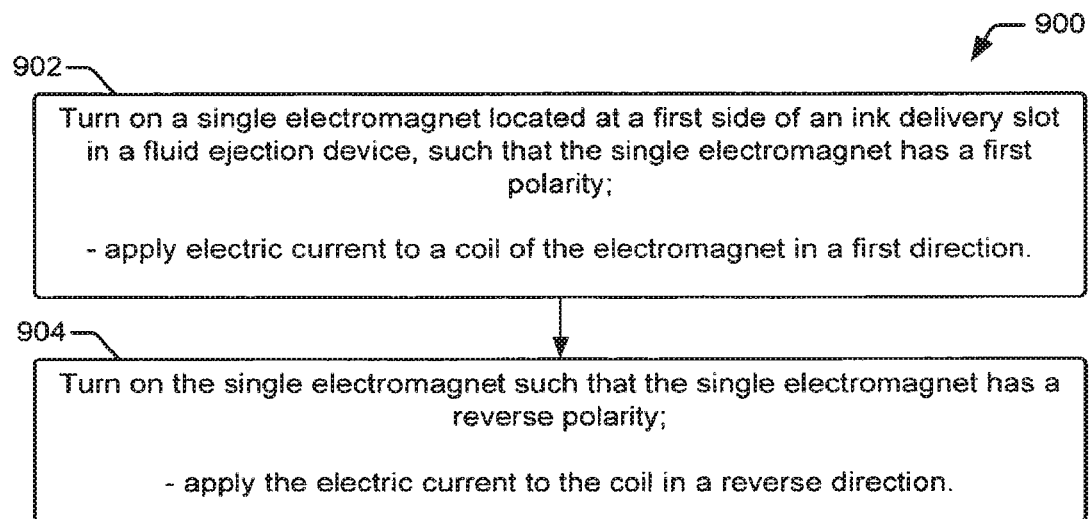 900
902
Turn on a single electromagnet located at a first side of an ink delivery slot
in a fluid ejection device, such that the single electromagnet has a first
polarity;
- apply electric current to a coil of the electromagnet in a first direction.
904
Turn on the single electromagnet such that the single electromagnet has a
reverse polarity;
- apply the electric current to the coil in a reverse direction.